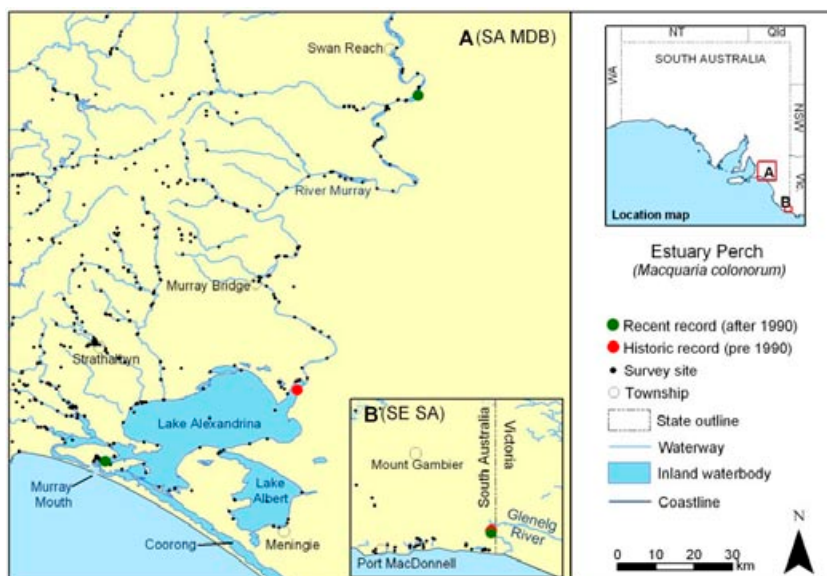 A (SA MDB)
Swan Reach
River Murray
Murray Bridge
Strathalbyn
Lake Alexandrina
Lake
Albert
Murray
Mouth
Coorong
Meningie
B (SE SA)
Mount Gambier
South Australia
Victoria
Glenelg
River
Port MacDonnell
NT
Qld
WA
SOUTH AUSTRALIA
NSW
Vic.
A
B
Location map
Estuary Perch
(Macquaria colonorum)
Recent record (after 1990)
Historic record (pre 1990)
Survey site
Township
State outline
Waterway
Inland waterbody
Coastline
N
0 10 20 30
km